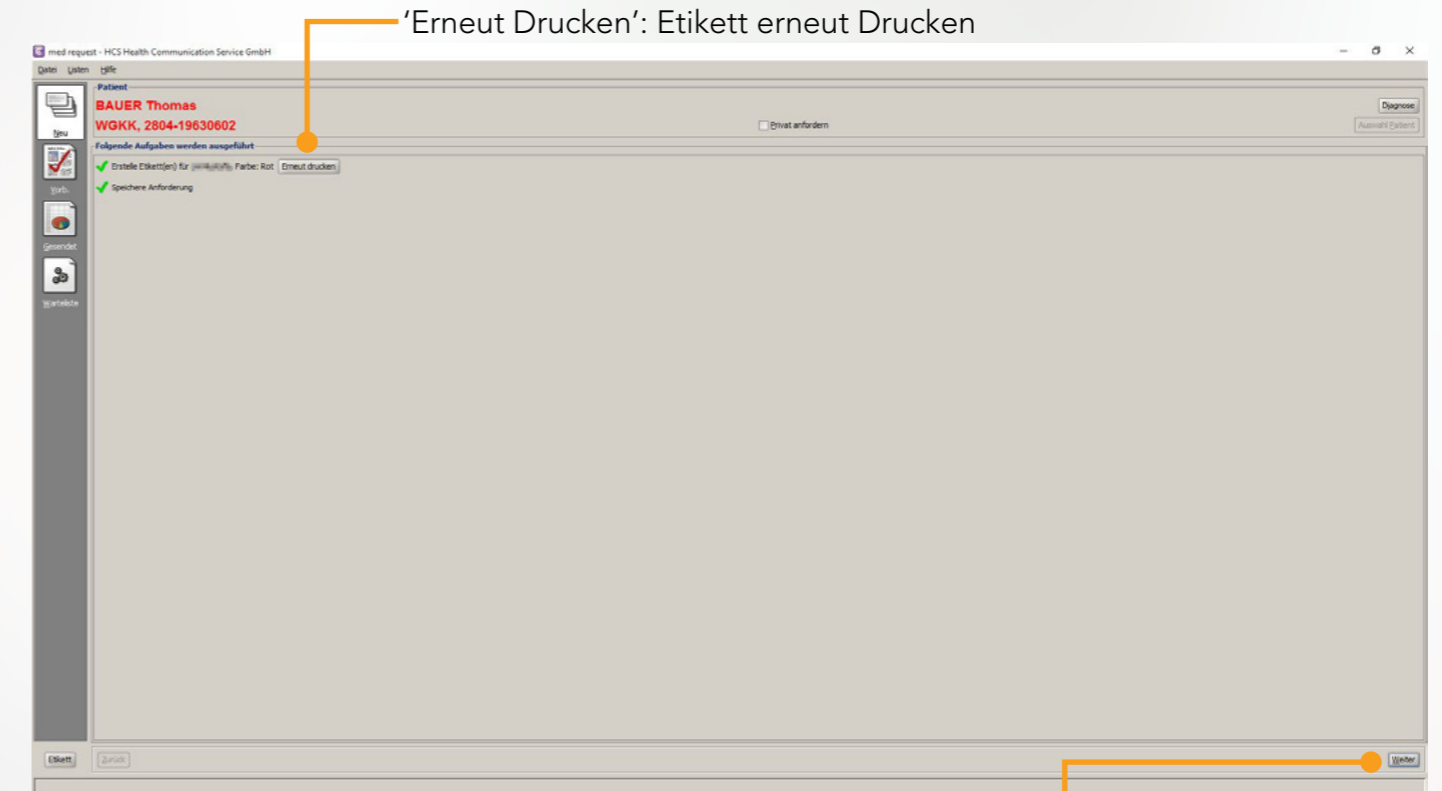 'Erneut Drucken': Etikett erneut Drucken
med request - HCS Health Communication Service GmbH
Datei Listen Hilfe
Patient
BAUER Thomas
Diagnose
WGKK, 2804-19630602
Privat anfordern
Auswahl Patient
Neu
Folgende Aufgaben werden ausgeführt
Erstelle Etikett(en) für Farbe: Rot Erneut drucken
Speichere Anforderung
Vorb.
Gesendet
Warteliste
Etikett
Zurück
Weiter